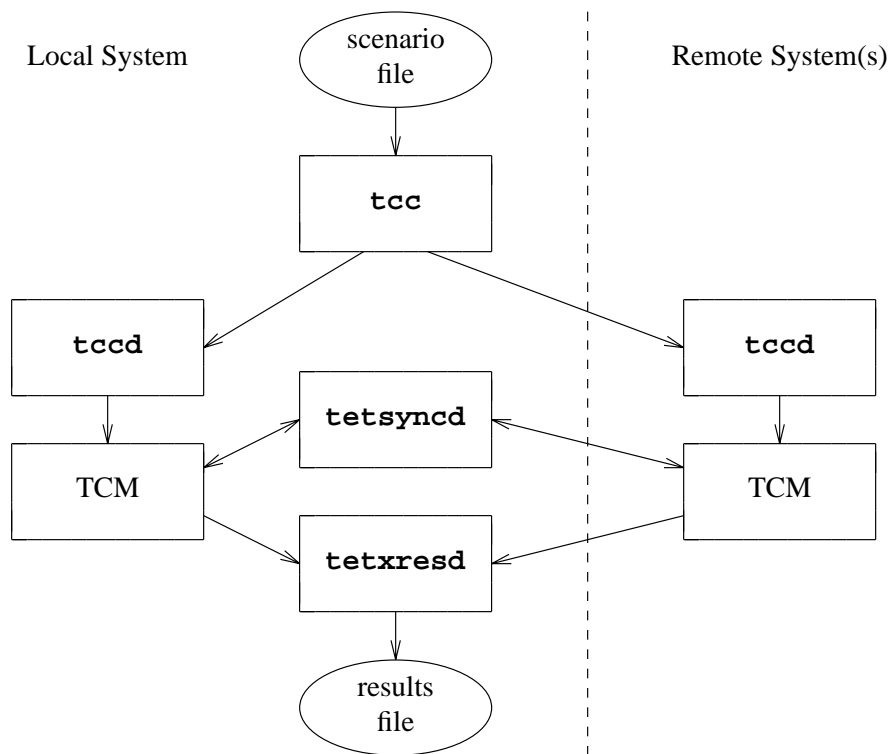 Local System
scenario
file
Remote System(s)
tcc
tccd
tccd
tetsyncd
TCM
TCM
tetxresd
results
file